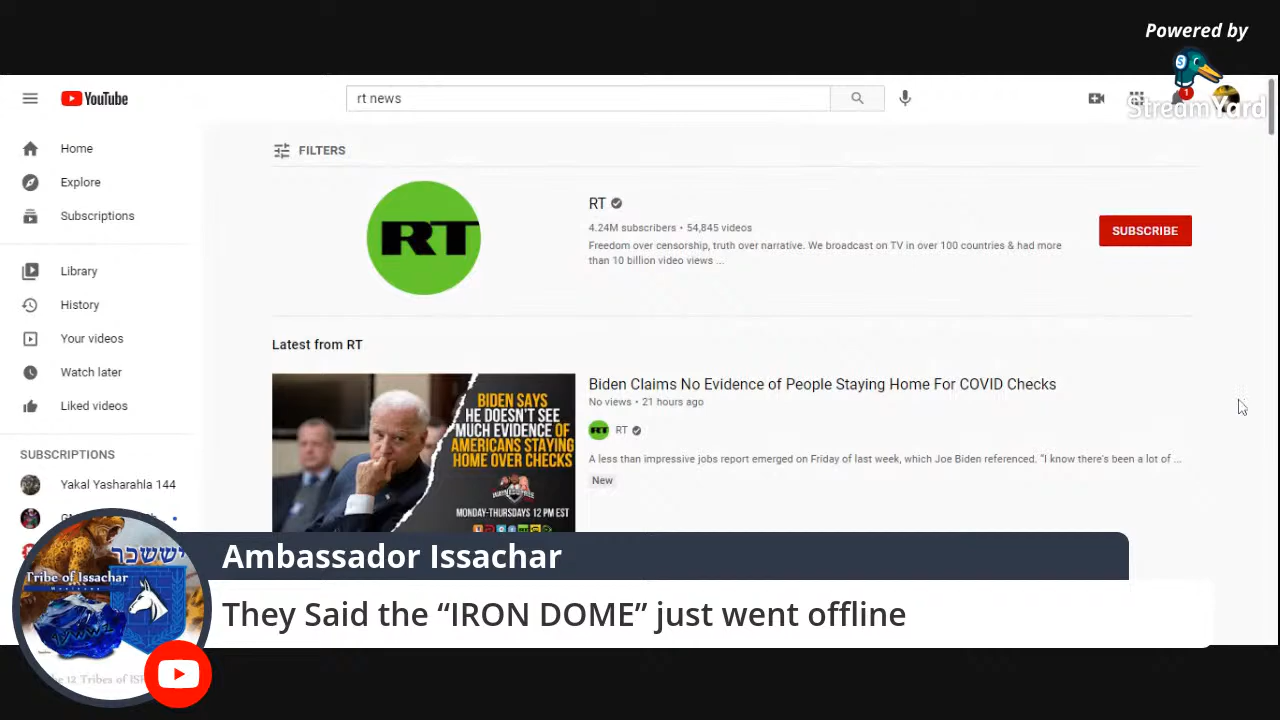 Powered by
StreamYard
YouTube
rt news
1
Home
Explore
Subscriptions
Library
History
Your videos
Watch later
Liked videos
SUBSCRIPTIONS
Yakal Yasharahla 144
FILTERS
RT
RT
4.24M subscribers • 54,845 videos
Freedom over censorship, truth over narrative. We broadcast on TV in over 100 countries & had more
than 10 billion video views ...
SUBSCRIBE
Latest from RT
BIDEN SAYS
HE DOESN'T SEE
MUCH EVIDENCE OF
AMERICANS STAYING
HOME OVER CHECKS
MONDAY-THURSDAYS 12 PM EST
Biden Claims No Evidence of People Staying Home For COVID Checks
No views • 21 hours ago
RT
RT
A less than impressive jobs report emerged on Friday of last week, which Joe Biden referenced. "I know there's been a lot of ...
New
יששכר
Tribe of Issachar
Ambassador Issachar
They Said the “IRON DOME” just went offline